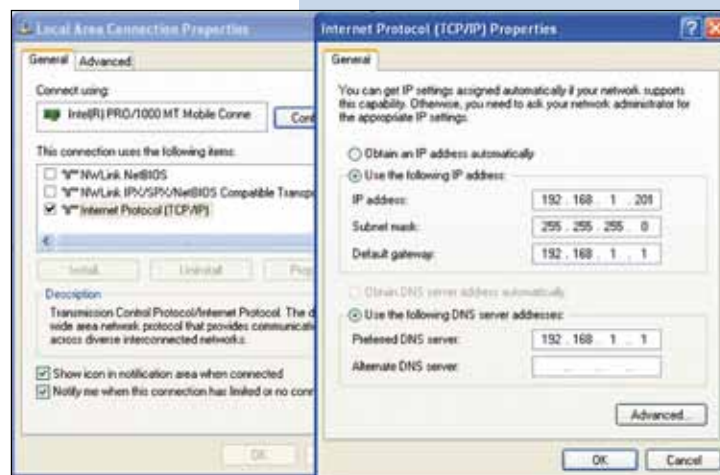 Local Area Connection Properties
General Advanced
Connect using:
Intel(R) PRO/1000 MT Mobile Conne
This connection uses the following items:
NWLink NetBIOS
NWLink IPX/SPX/NetBIOS Compatible Transpo
Internet Protocol (TCP/IP)
Install...
Uninstall
Description
Transmission Control Protocol/Internet Protocol. The d
wide area network protocol that provides communicati
across diverse interconnected networks.
Show icon in notification area when connected
Notify me when this connection has limited or no conn
OK
Internet Protocol (TCP/IP) Properties
General
You can get IP settings assigned automatically if your network supports
this capability. Otherwise, you need to ask your network administrator for
the appropriate IP settings.
Obtain an IP address automatically
Use the following IP address:
IP address: 192 . 168 . 1 . 201
Subnet mask: 255 . 255 . 255 . 0
Default gateway: 192 . 168 . 1 . 1
Obtain DNS server address automatically
Use the following DNS server addresses:
Preferred DNS server: 192 . 168 . 1 . 1
Alternate DNS server: . . .
Advanced...
OK Cancel